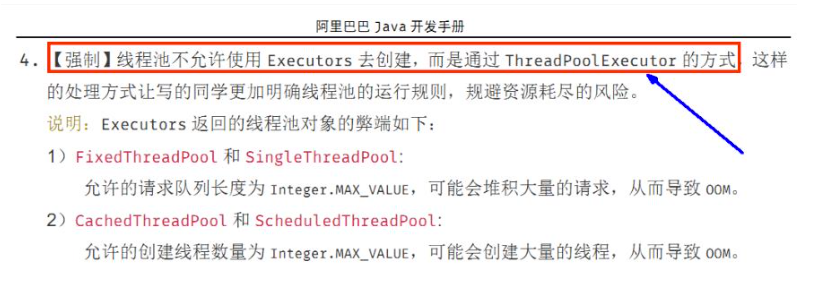 阿里巴巴 Java 开发手册
4. 【强制】线程池不允许使用 Executors 去创建，而是通过 ThreadPoolExecutor 的方式，这样
的处理方式让写的同学更加明确线程池的运行规则，规避资源耗尽的风险。
说明：Executors 返回的线程池对象的弊端如下：
1）FixedThreadPool 和 SingleThreadPool:
允许的请求队列长度为 Integer.MAX_VALUE，可能会堆积大量的请求，从而导致 OOM。
2）CachedThreadPool 和 ScheduledThreadPool:
允许的创建线程数量为 Integer.MAX_VALUE，可能会创建大量的线程，从而导致 OOM。